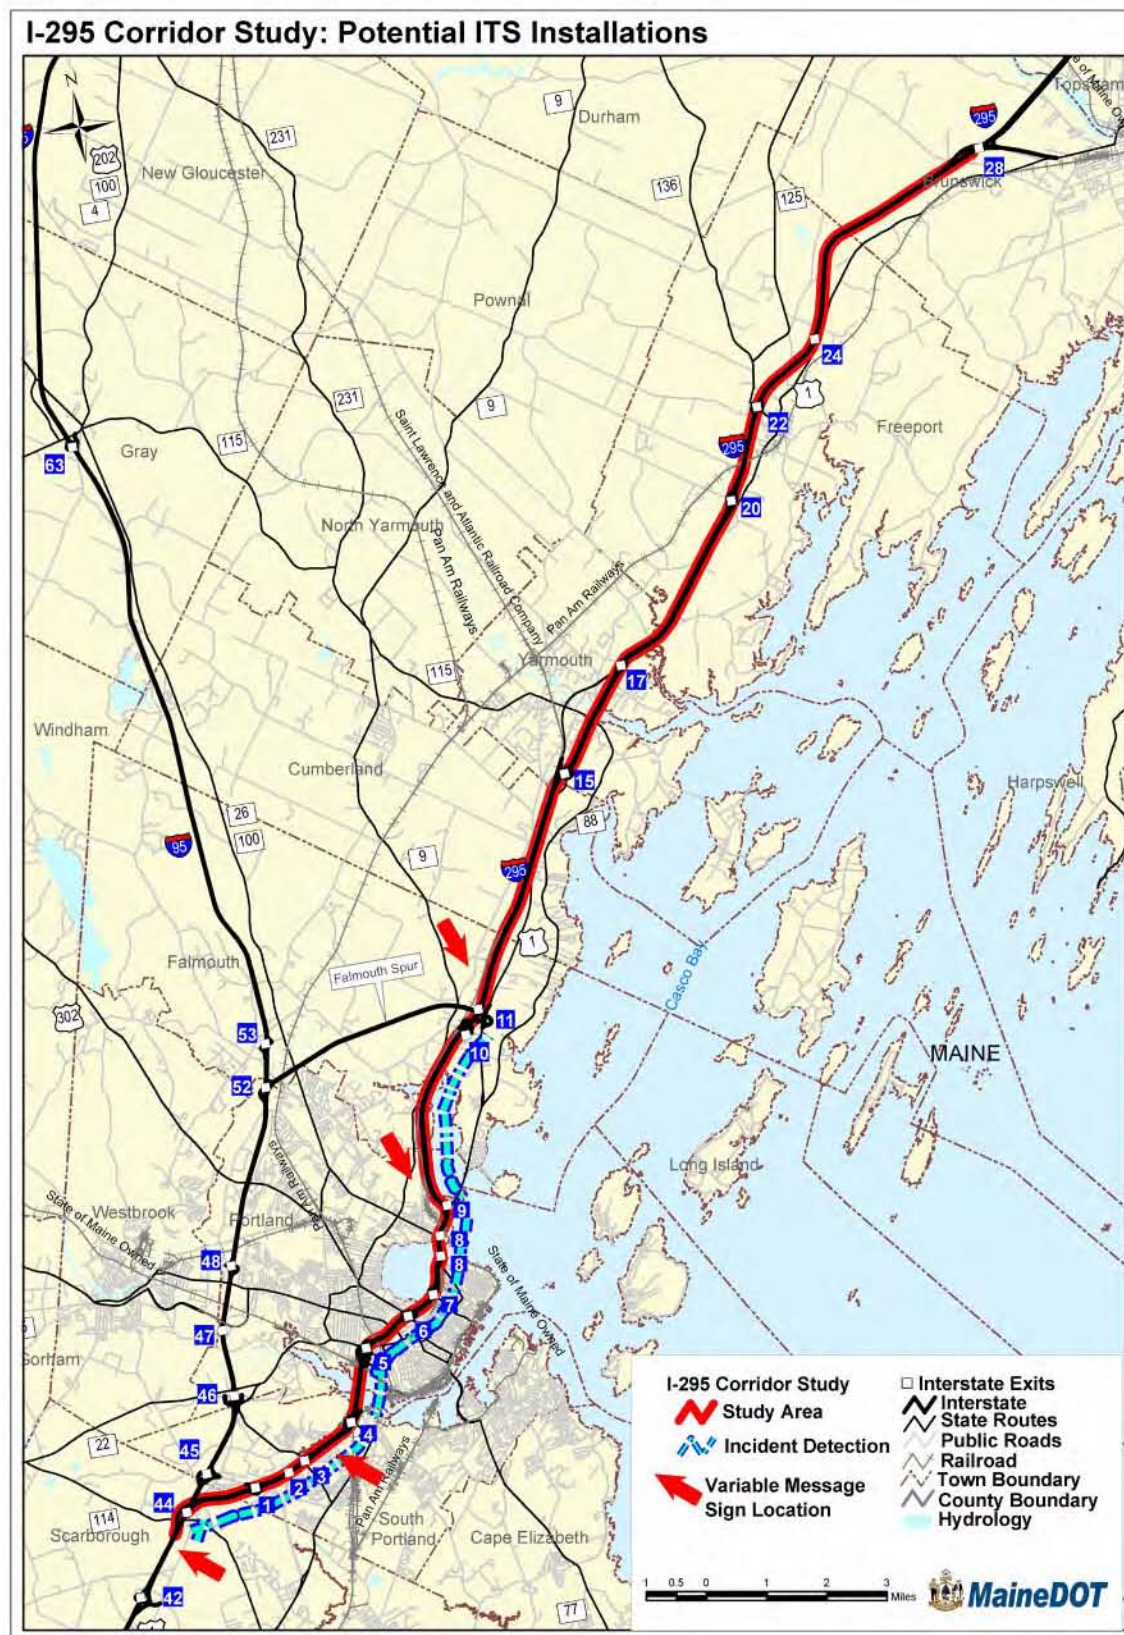 I-295 Corridor Study: Potential ITS Installations
N
202
100
4
231
New Gloucester
9
Durham
295
Topsham
28
Brunswick
136
125
Pownal
24
1
22
Freeport
295
20
231
9
115
63
Gray
North Yarmouth
Saint Lawrence and Atlantic Railroad Company
Pan Am Railways
Pan Am Railways
Yarmouth
17
115
Windham
Cumberland
15
Harpswell
26
100
88
95
9
295
1
Falmouth
Falmouth Spur
Casco Bay
302
53
11
10
MAINE
52
Pan Am Railways
Long Island
State of Maine Owned
Westbrook
Portland
9
8
8
48
State of Maine Owned
7
47
6
5
46
22
4
45
3
2
44
1
Pan Am Railways
114
Scarborough
South
Portland
Cape Elizabeth
42
77
I-295 Corridor Study
Study Area
Incident Detection
Variable Message
Sign Location
Interstate Exits
Interstate
State Routes
Public Roads
Railroad
Town Boundary
County Boundary
Hydrology
1 0.5 0 1 2 3
Miles
MaineDOT